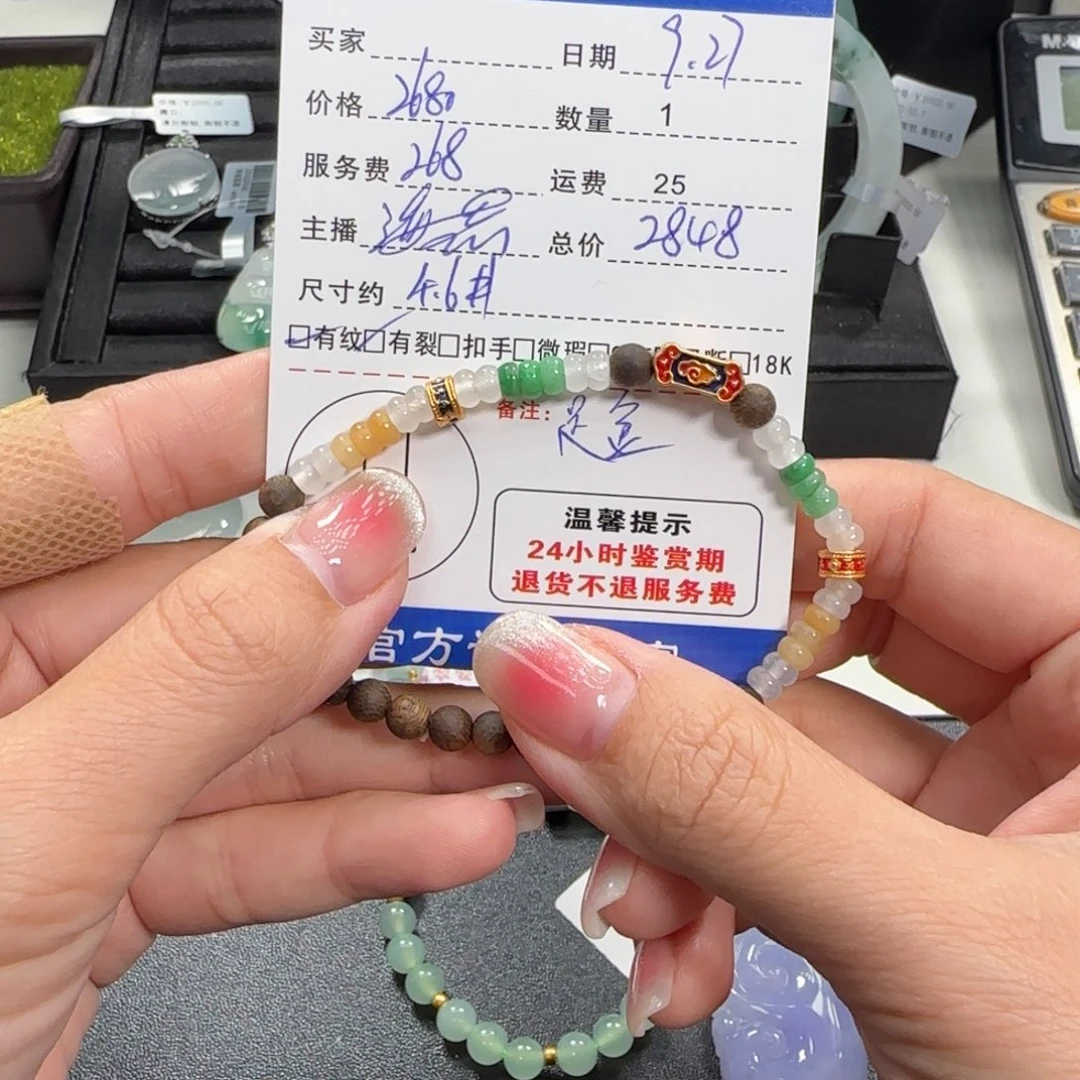 买家 日期 9.27
价格 2680 数量 1
服务费 268 运费 25
主播 总价 2848
尺寸约 4.6
□有纹□有裂□扣手□微瑕□ □18K
备注:
温馨提示
24小时鉴赏期
退货不退服务费
官方